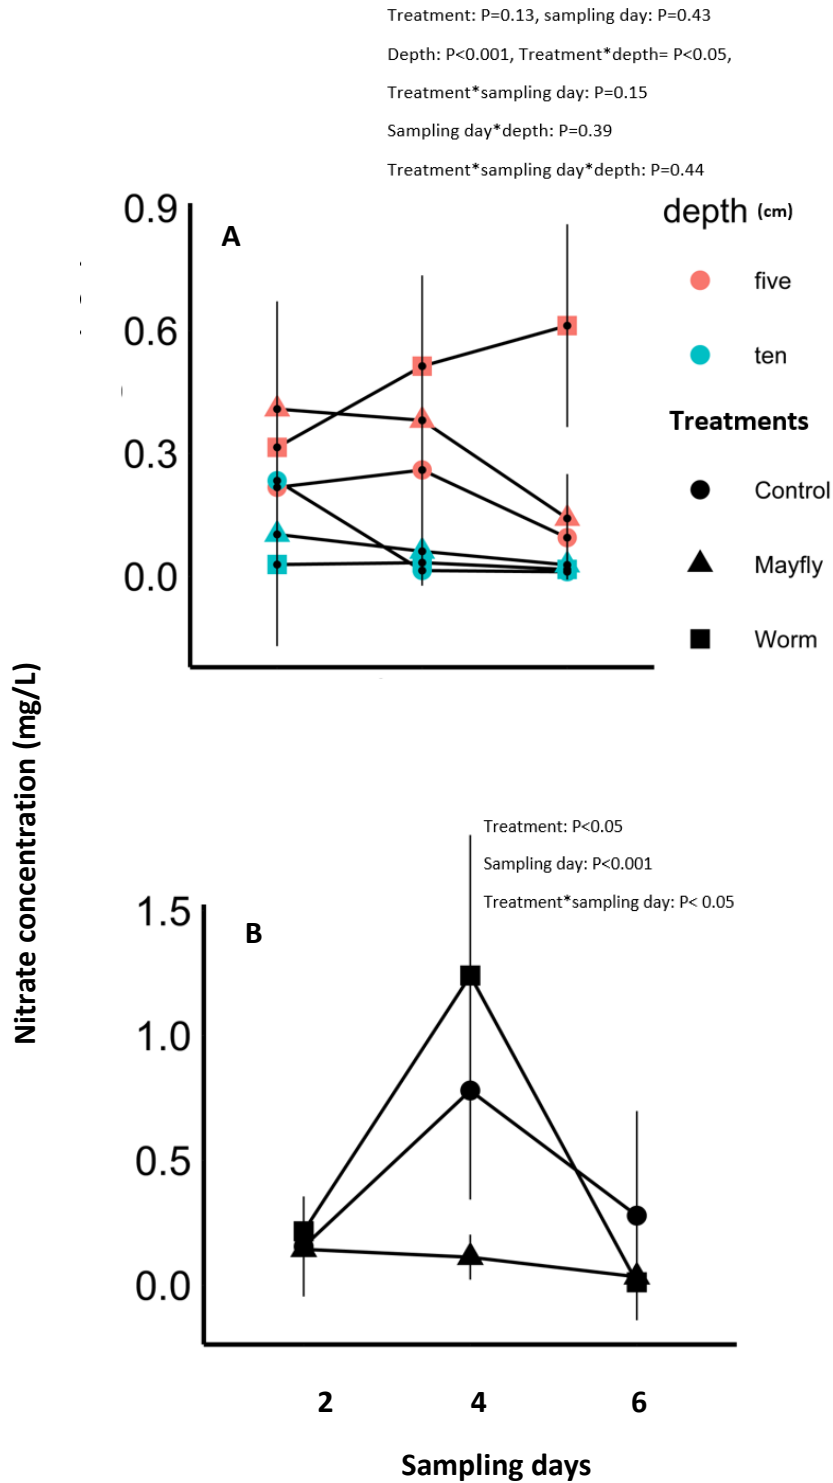 Treatment: P=0.13, sampling day: P=0.43
Depth: P<0.001, Treatment*depth= P<0.05,
Treatment*sampling day: P=0.15
Sampling day*depth: P=0.39
Treatment*sampling day*depth: P=0.44
A
0.9
0.6
0.3
0.0
depth (cm)
five
ten
Treatments
Control
Mayfly
Worm
Nitrate concentration (mg/L)
Treatment: P<0.05
Sampling day: P<0.001
Treatment*sampling day: P< 0.05
B
1.5
1.0
0.5
0.0
2 4 6
Sampling days